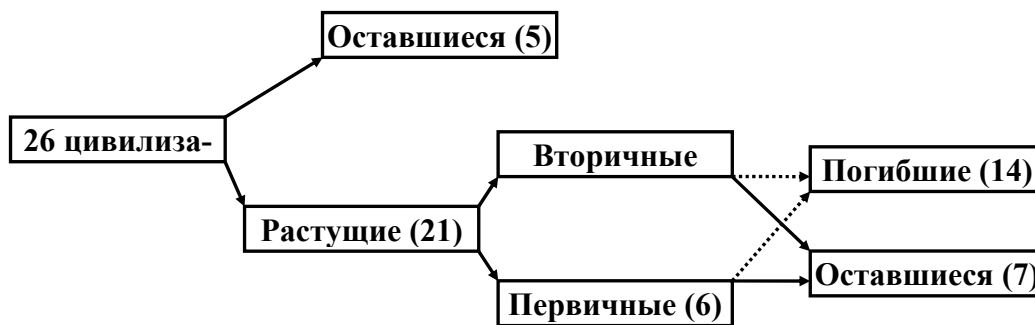 Оставшиеся (5)
26 цивилиза-
Вторичные
Погибшие (14)
Растущие (21)
Оставшиеся (7)
Первичные (6)